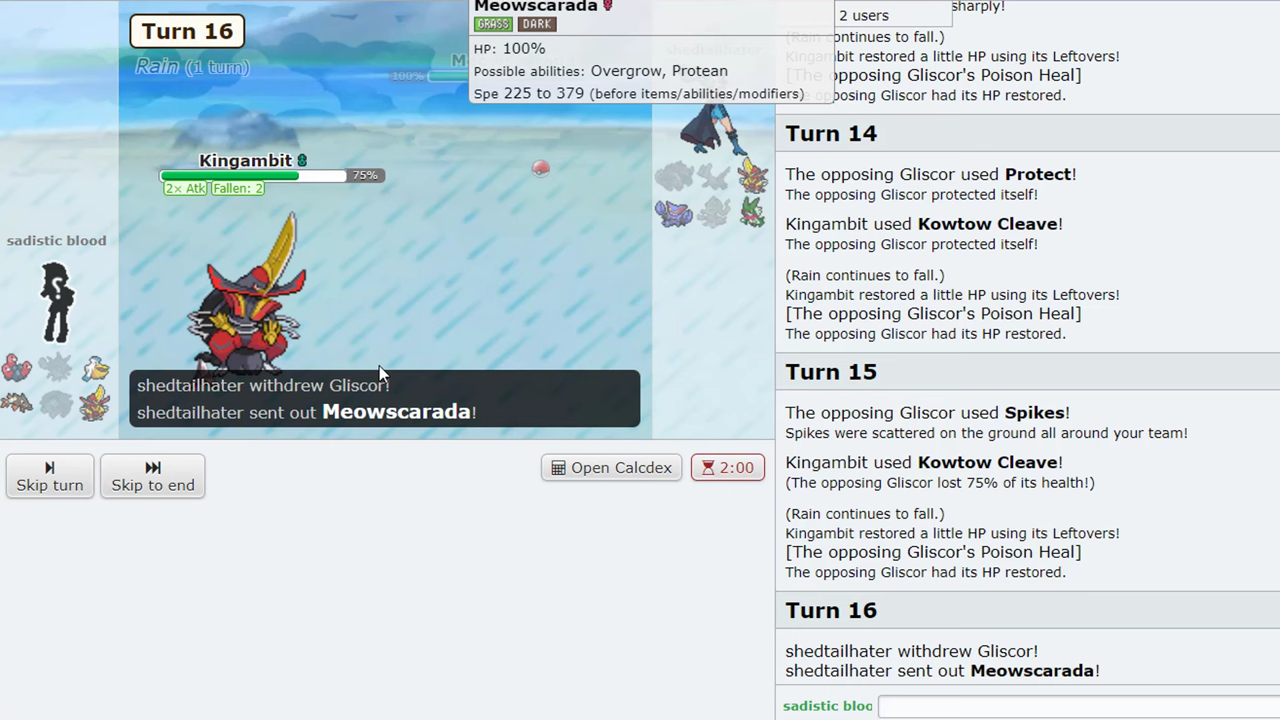 Turn 16
Rain (1 turn)
100%
Meowscarada
GRASS DARK
HP: 100%
Possible abilities: Overgrow, Protean
Spe 225 to 379 (before items/abilities/modifiers)
2 users
Kingambit
75%
2× Atk Fallen: 2
sadistic blood
shedtailhater
shedtailhater withdrew Gliscor!
shedtailhater sent out Meowscarada!
Skip turn
Skip to end
Open Calcdex
2:00
sharply!
(Rain continues to fall.)
Kingambit restored a little HP using its Leftovers!
[The opposing Gliscor's Poison Heal]
opposing Gliscor had its HP restored.
Turn 14
The opposing Gliscor used Protect!
The opposing Gliscor protected itself!
Kingambit used Kowtow Cleave!
The opposing Gliscor protected itself!
(Rain continues to fall.)
Kingambit restored a little HP using its Leftovers!
[The opposing Gliscor's Poison Heal]
The opposing Gliscor had its HP restored.
Turn 15
The opposing Gliscor used Spikes!
Spikes were scattered on the ground all around your team!
Kingambit used Kowtow Cleave!
(The opposing Gliscor lost 75% of its health!)
(Rain continues to fall.)
Kingambit restored a little HP using its Leftovers!
[The opposing Gliscor's Poison Heal]
The opposing Gliscor had its HP restored.
Turn 16
shedtailhater withdrew Gliscor!
shedtailhater sent out Meowscarada!
sadistic bloo